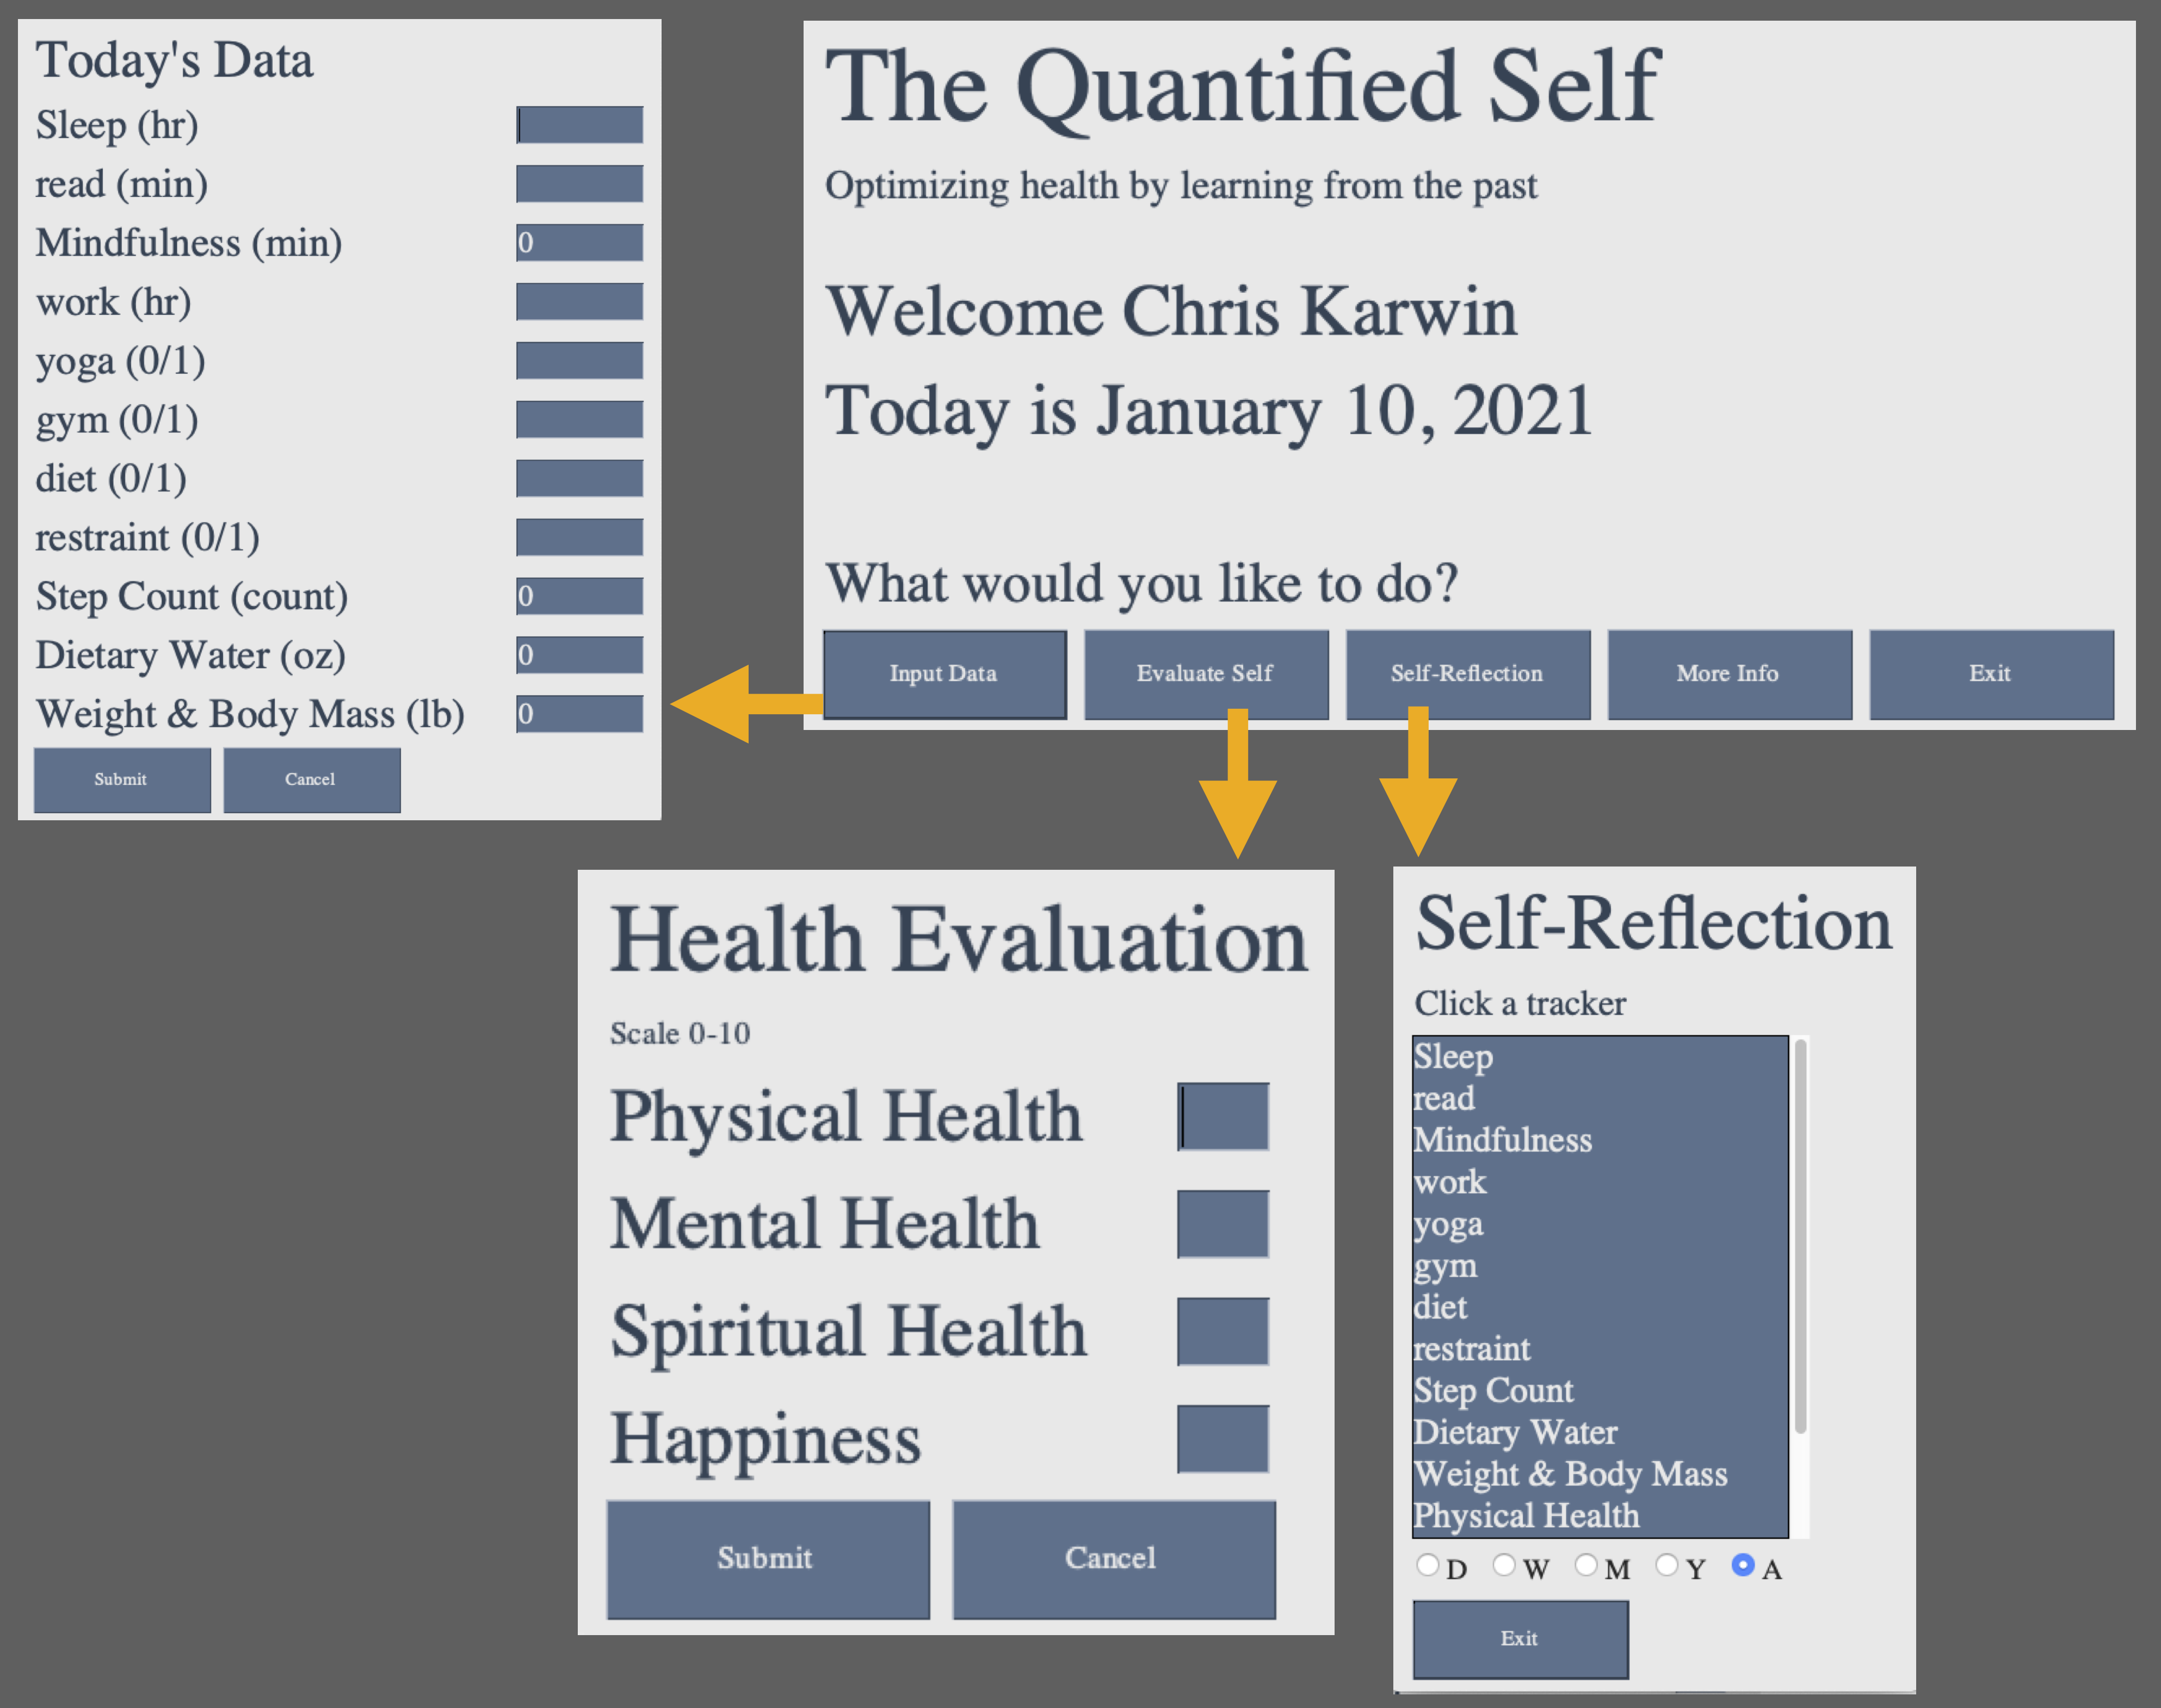 Today's Data
Sleep (hr)
read (min)
Mindfulness (min) 0
work (hr)
yoga (0/1)
gym (0/1)
diet (0/1)
restraint (0/1)
Step Count (count) 0
Dietary Water (oz) 0
Weight & Body Mass (lb) 0
Submit Cancel
The Quantified Self
Optimizing health by learning from the past
Welcome Chris Karwin
Today is January 10, 2021
What would you like to do?
Input Data Evaluate Self Self-Reflection More Info Exit
Health Evaluation
Scale 0-10
Physical Health
Mental Health
Spiritual Health
Happiness
Submit Cancel
Self-Reflection
Click a tracker
Sleep
read
Mindfulness
work
yoga
gym
diet
restraint
Step Count
Dietary Water
Weight & Body Mass
Physical Health
D W M Y A
Exit